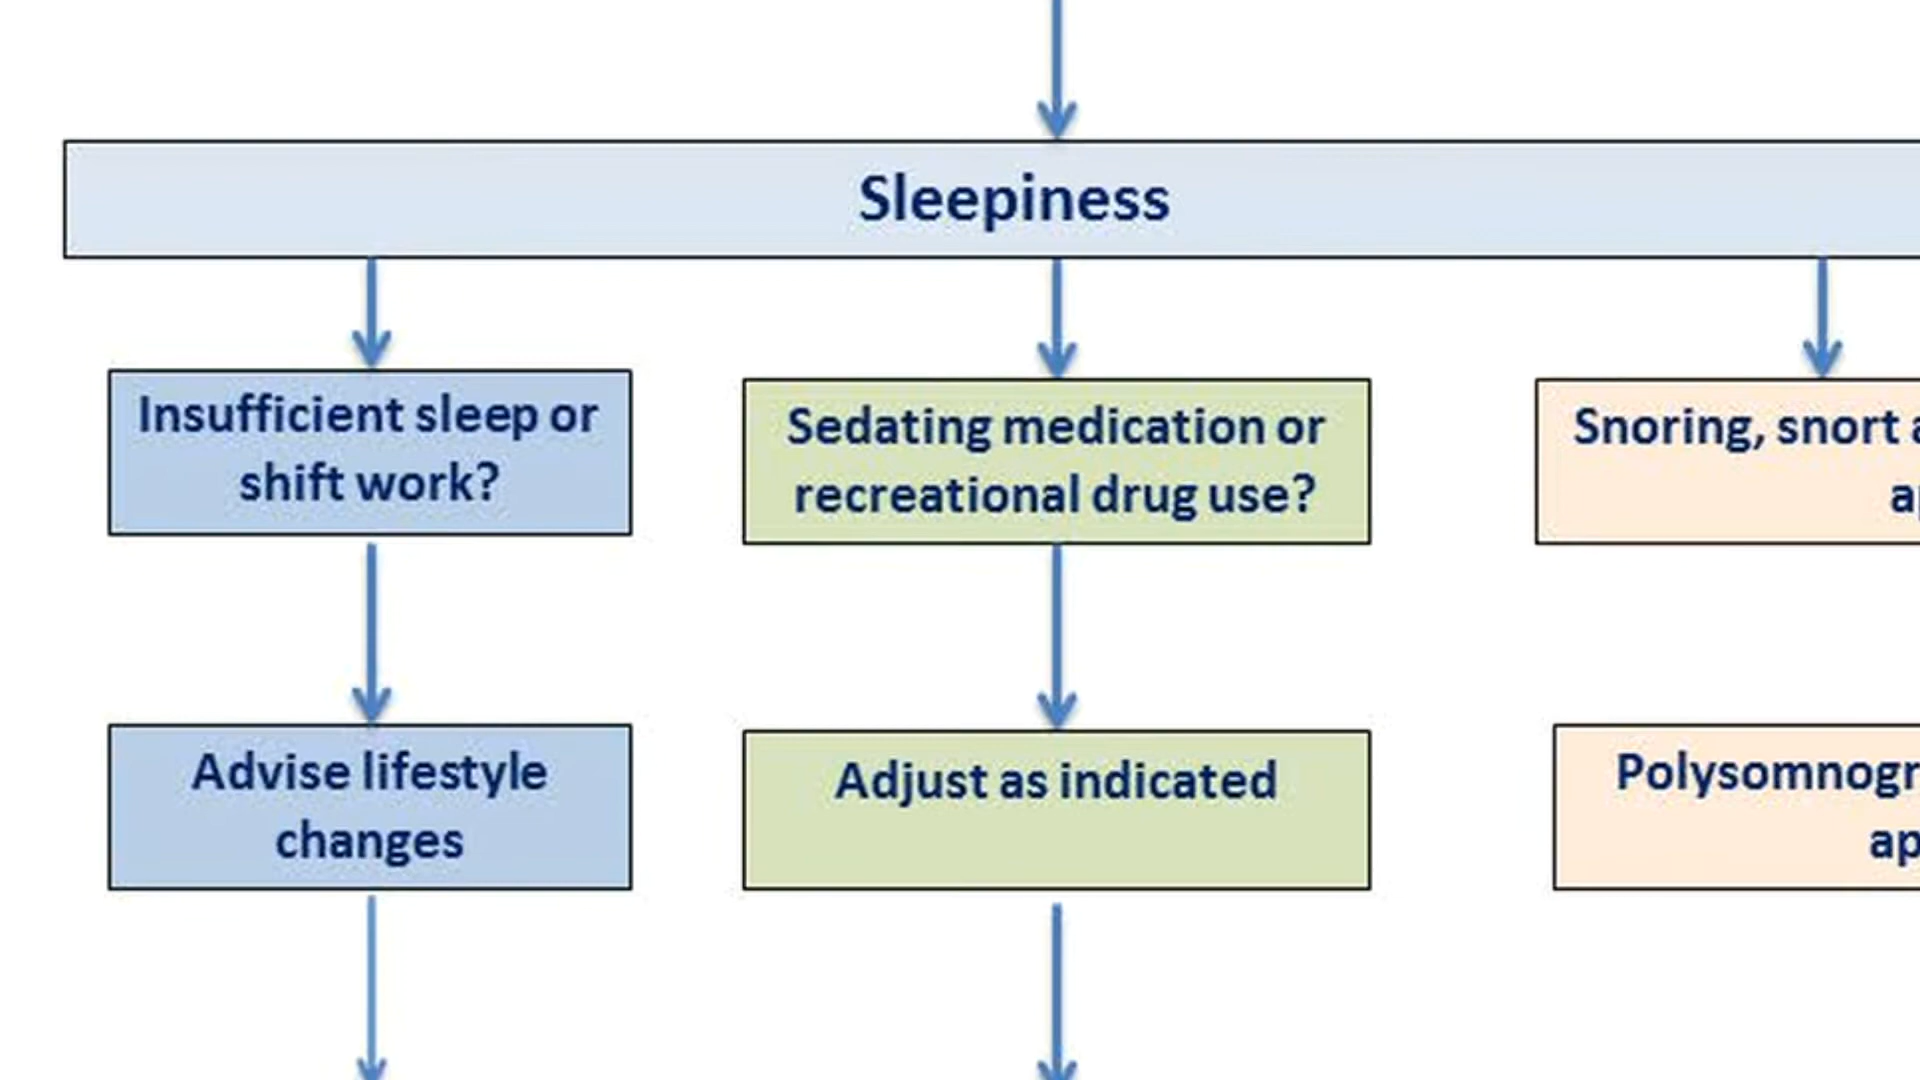 Sleepiness
Insufficient sleep or
shift work?
Sedating medication or
recreational drug use?
Snoring, snort
Advise lifestyle
changes
Adjust as indicated